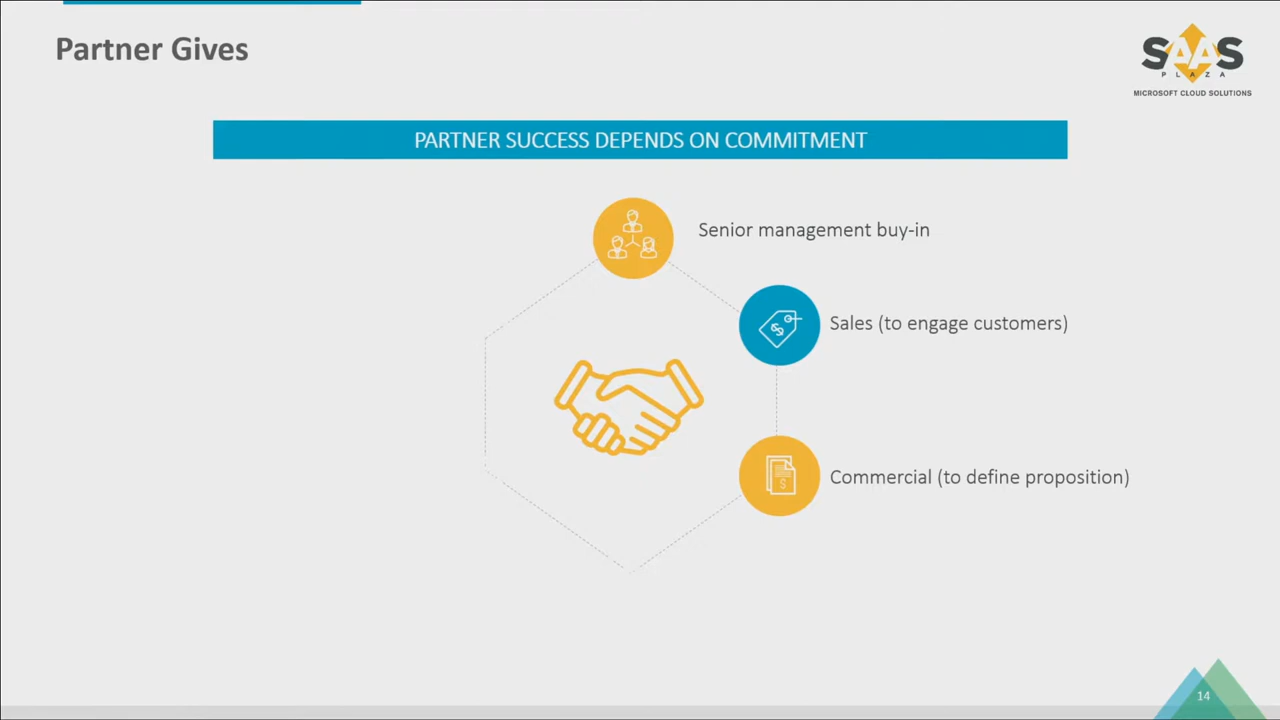 Partner Gives
SAAS
PLAZA
MICROSOFT CLOUD SOLUTIONS
PARTNER SUCCESS DEPENDS ON COMMITMENT
Senior management buy-in
Sales (to engage customers)
Commercial (to define proposition)
14